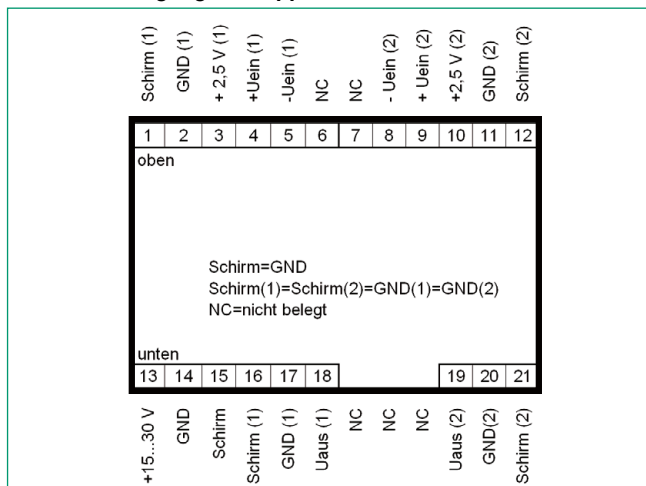 Schirm (1) GND (1) + 2,5 V (1) +Uein (1) -Uein (1) NC NC - Uein (2) + Uein (2) +2,5 V (2) GND (2) Schirm (2)
1 2 3 4 5 6 7 8 9 10 11 12
oben
Schirm=GND
Schirm(1)=Schirm(2)=GND(1)=GND(2)
NC=nicht belegt
unten
13 14 15 16 17 18 19 20 21
+15...30 V GND Schirm Schirm (1) GND (1) Uaus (1) NC NC NC Uaus (2) GND(2) Schirm (2)